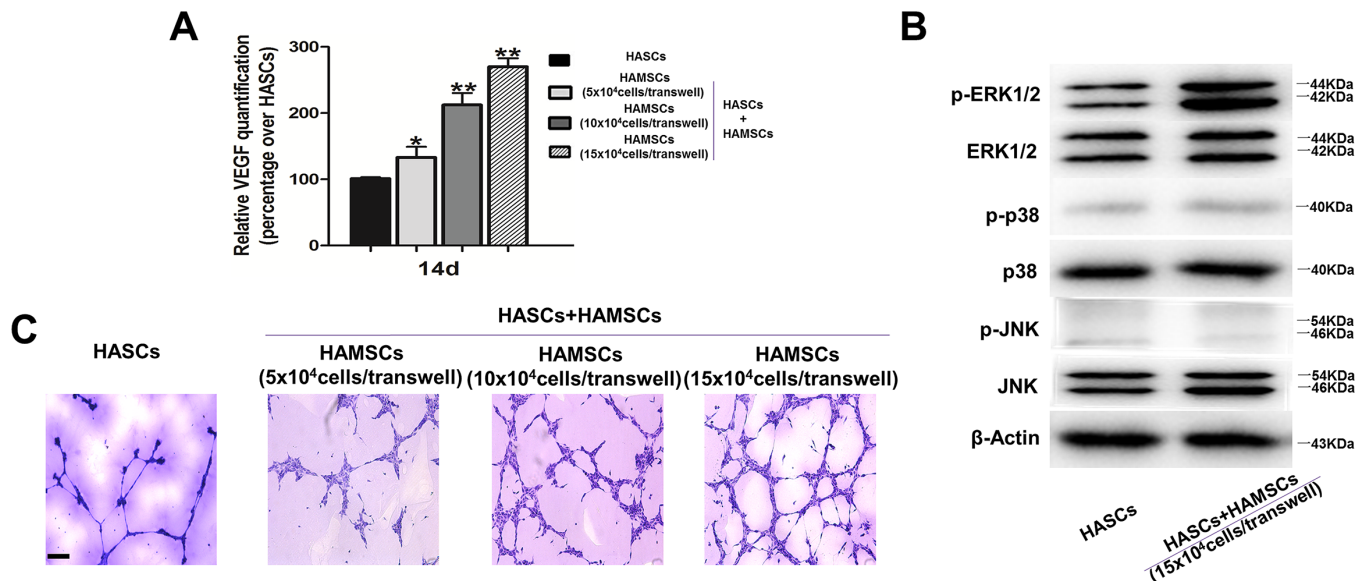 A
Relative VEGF quantification
(percentage over HASCs)
300
200
100
0
*
**
**
14d
HASCs
HAMSCs
(5x10⁴cells/transwell)
HAMSCs
(10x10⁴cells/transwell)
HAMSCs
(15x10⁴cells/transwell)
HASCs
+
HAMSCs
B
p-ERK1/2
44KDa
42KDa
ERK1/2
44KDa
42KDa
p-p38
40KDa
p38
40KDa
p-JNK
54KDa
46KDa
JNK
54KDa
46KDa
β-Actin
43KDa
HASCs
HASCs+HAMSCs
(15x10⁴cells/transwell)
C
HASCs
HASCs+HAMSCs
HAMSCs
(5x10⁴cells/transwell)
HAMSCs
(10x10⁴cells/transwell)
HAMSCs
(15x10⁴cells/transwell)